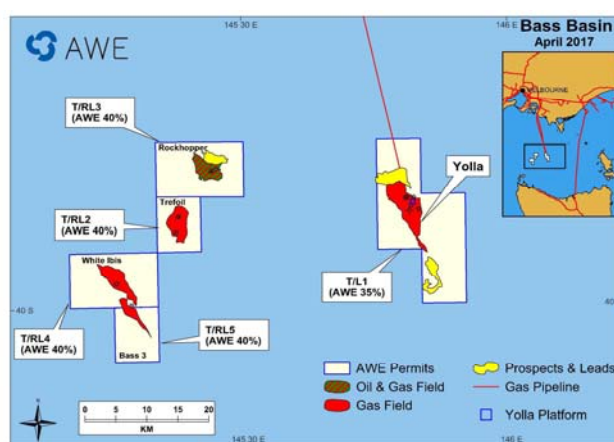 AWE
Bass Basin
April 2017
145 30 E
146 E
MELBOURNE
T/RL3
(AWE 40%)
Rockhopper
Yolla
Trefoil
T/RL2
(AWE 40%)
White Ibis
T/L1
(AWE 35%)
40 S
T/RL4
(AWE 40%)
T/RL5
(AWE 40%)
Bass 3
AWE Permits
Prospects & Leads
Oil & Gas Field
Gas Pipeline
Gas Field
Yolla Platform
0 5 10 15 20
KM
145 30 E
146 E